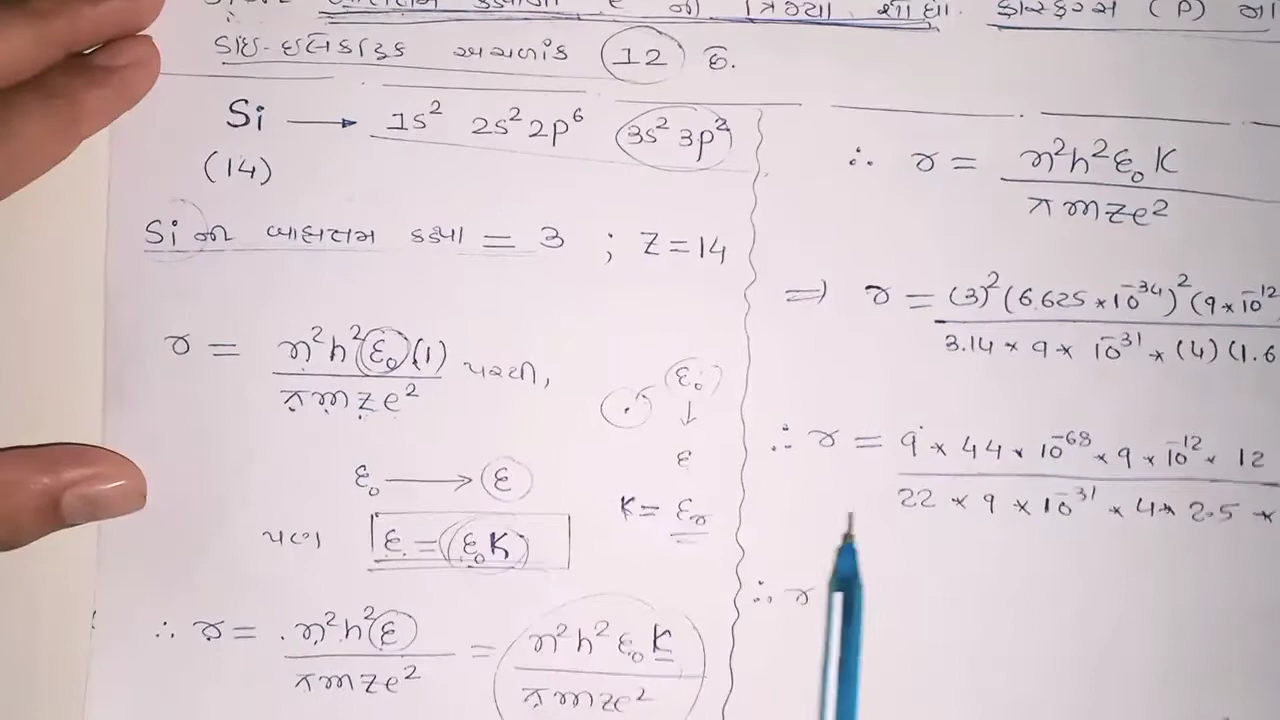 ત્રિજ્યા શોધો. ફોસ્ફરસ (P)
ડાઇ-ઇલેક્ટ્રિક અચળાંક 12 છે.
Si → 1s² 2s² 2p⁶ 3s² 3p²
(14)
Si ના બાહ્યતમ કક્ષા = 3 ; Z = 14
r = n²h²ε₀(1) / πmze² પરથી,
ε₀ → ε
પણ ε = ε₀K
∴ r = n²h²ε / πmze² = n²h²ε₀K / πmze²
ε₀
↓
ε
K = εr
∴ r = n²h²ε₀K / πmze²
⇒ r = (3)²(6.625 × 10⁻³⁴)²(9 × 10⁻¹² / 3.14 × 9 × 10⁻³¹ × (4)(1.6
∴ r = 9 × 44 × 10⁻⁶⁸ × 9 × 10⁻¹² × 12 / 22 × 9 × 10⁻³¹ × 4 × 2.5 ×
∴ r